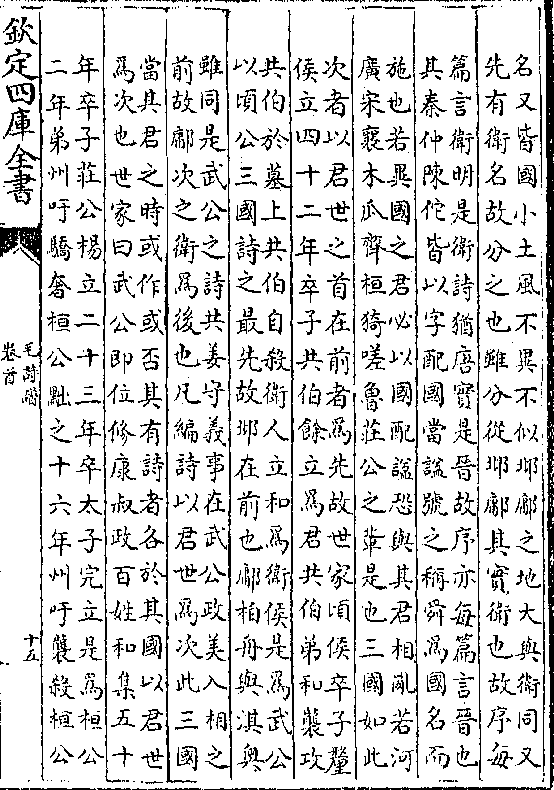 名又皆國小土風不異不似邶鄘之地大與衛同又
先有衛名故分之也雖分從邶鄘其實衛也故序每
篇言衛明是衛詩猶唐實是晉故序亦每篇言晉也
其秦仲陳佗皆以字配國當諡號之稱舜為國名而
施也若異國之君必以國配諡恐與其君相亂若河
廣宋襄木瓜齊桓猗嗟魯莊公之輩是也三國如此
次者以君世之首在前者為先故世家頃侯卒子釐
侯立四十二年卒子共伯餘立為君共伯弟和襲攻
共伯於墓上共伯自殺衛人立和為衛侯是為武公
以頃公三國詩之最先故邶在前也鄘柏舟與淇奧
雖同是武公之詩共姜守義事在武公政美入相之
前故鄘次之衛為後也凡編詩以君世為次此三國
當其君之時或作或否其有詩者各於其國以君世
為次也世家曰武公即位修康叔政百姓和集五十
年卒子莊公楊立二十三年卒太子完立是為桓公
二年弟州吁驕奢桓公黜之十六年州吁襲殺桓公
欽定四庫全書
毛詩譜
卷首
十五